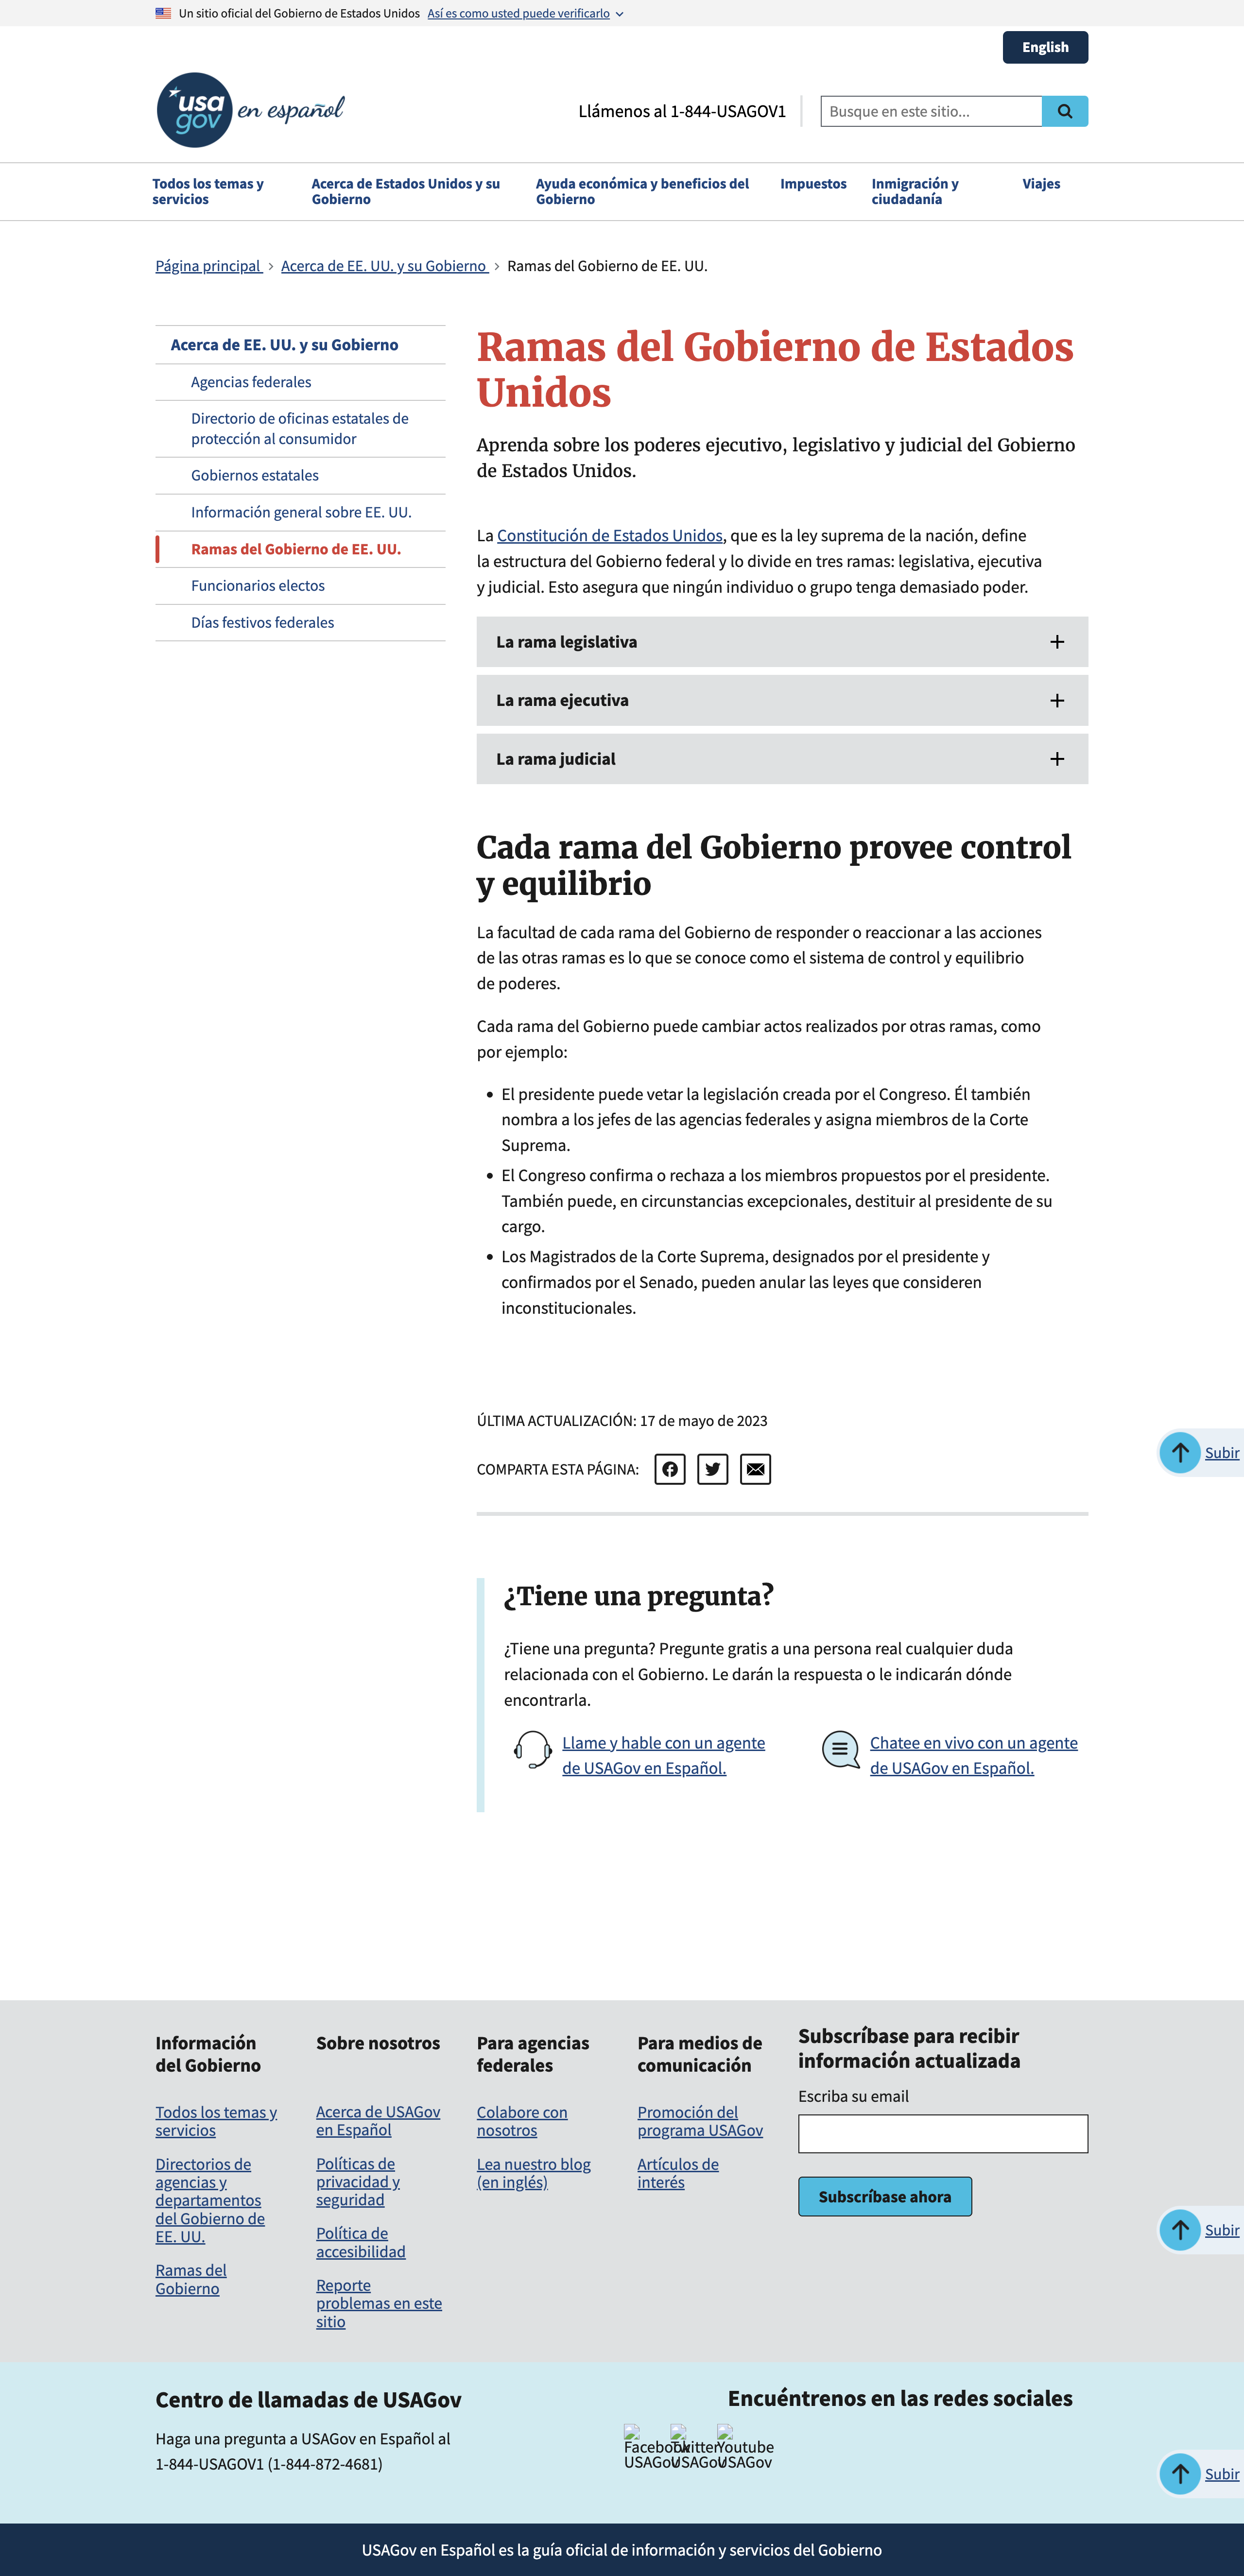 Un sitio oficial del Gobierno de Estados Unidos Así es como usted puede verificarlo
English
usa gov en español
Llámenos al 1-844-USAGOV1
Busque en este sitio...
Todos los temas y
servicios
Acerca de Estados Unidos y su
Gobierno
Ayuda económica y beneficios del
Gobierno
Impuestos
Inmigración y
ciudadanía
Viajes
Página principal > Acerca de EE. UU. y su Gobierno > Ramas del Gobierno de EE. UU.
Acerca de EE. UU. y su Gobierno
Agencias federales
Directorio de oficinas estatales de
protección al consumidor
Gobiernos estatales
Información general sobre EE. UU.
Ramas del Gobierno de EE. UU.
Funcionarios electos
Días festivos federales
Ramas del Gobierno de Estados
Unidos
Aprenda sobre los poderes ejecutivo, legislativo y judicial del Gobierno
de Estados Unidos.
La Constitución de Estados Unidos, que es la ley suprema de la nación, define
la estructura del Gobierno federal y lo divide en tres ramas: legislativa, ejecutiva
y judicial. Esto asegura que ningún individuo o grupo tenga demasiado poder.
La rama legislativa
La rama ejecutiva
La rama judicial
Cada rama del Gobierno provee control
y equilibrio
La facultad de cada rama del Gobierno de responder o reaccionar a las acciones
de las otras ramas es lo que se conoce como el sistema de control y equilibrio
de poderes.
Cada rama del Gobierno puede cambiar actos realizados por otras ramas, como
por ejemplo:
• El presidente puede vetar la legislación creada por el Congreso. Él también
nombra a los jefes de las agencias federales y asigna miembros de la Corte
Suprema.
• El Congreso confirma o rechaza a los miembros propuestos por el presidente.
También puede, en circunstancias excepcionales, destituir al presidente de su
cargo.
• Los Magistrados de la Corte Suprema, designados por el presidente y
confirmados por el Senado, pueden anular las leyes que consideren
inconstitucionales.
ÚLTIMA ACTUALIZACIÓN: 17 de mayo de 2023
Subir
COMPARTA ESTA PÁGINA:
¿Tiene una pregunta?
¿Tiene una pregunta? Pregunte gratis a una persona real cualquier duda
relacionada con el Gobierno. Le darán la respuesta o le indicarán dónde
encontrarla.
Llame y hable con un agente
de USAGov en Español.
Chatee en vivo con un agente
de USAGov en Español.
Información
del Gobierno
Todos los temas y
servicios
Directorios de
agencias y
departamentos
del Gobierno de
EE. UU.
Ramas del
Gobierno
Sobre nosotros
Acerca de USAGov
en Español
Políticas de
privacidad y
seguridad
Política de
accesibilidad
Reporte
problemas en este
sitio
Para agencias
federales
Colabore con
nosotros
Lea nuestro blog
(en inglés)
Para medios de
comunicación
Promoción del
programa USAGov
Artículos de
interés
Subscríbase para recibir
información actualizada
Escriba su email
Subscríbase ahora
Subir
Centro de llamadas de USAGov
Haga una pregunta a USAGov en Español al
1-844-USAGOV1 (1-844-872-4681)
Encuéntrenos en las redes sociales
Facebook
USAGov
Twitter
USAGov
Youtube
USAGov
Subir
USAGov en Español es la guía oficial de información y servicios del Gobierno